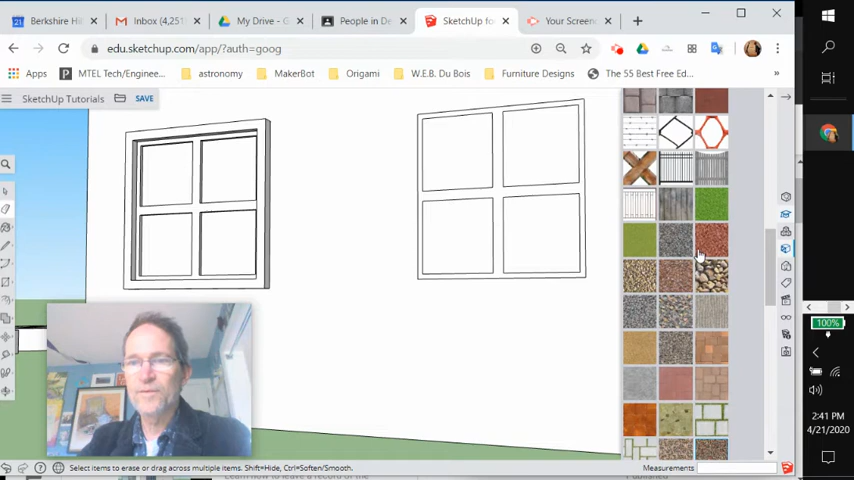 Berkshire Hi
Inbox (4,251
My Drive - G
People in De
SketchUp fo
Your Screen
edu.sketchup.com/app/?auth=goog
Apps
MTEL Tech/Engine...
astronomy
MakerBot
Origami
W.E.B. Du Bois
Furniture Designs
The 55 Best Free Ed...
SketchUp Tutorials
SAVE
100%
2:41 PM
4/21/2020
Select items to erase or drag across multiple items. Shift=Hide, Ctrl=Soften/Smooth.
Measurements